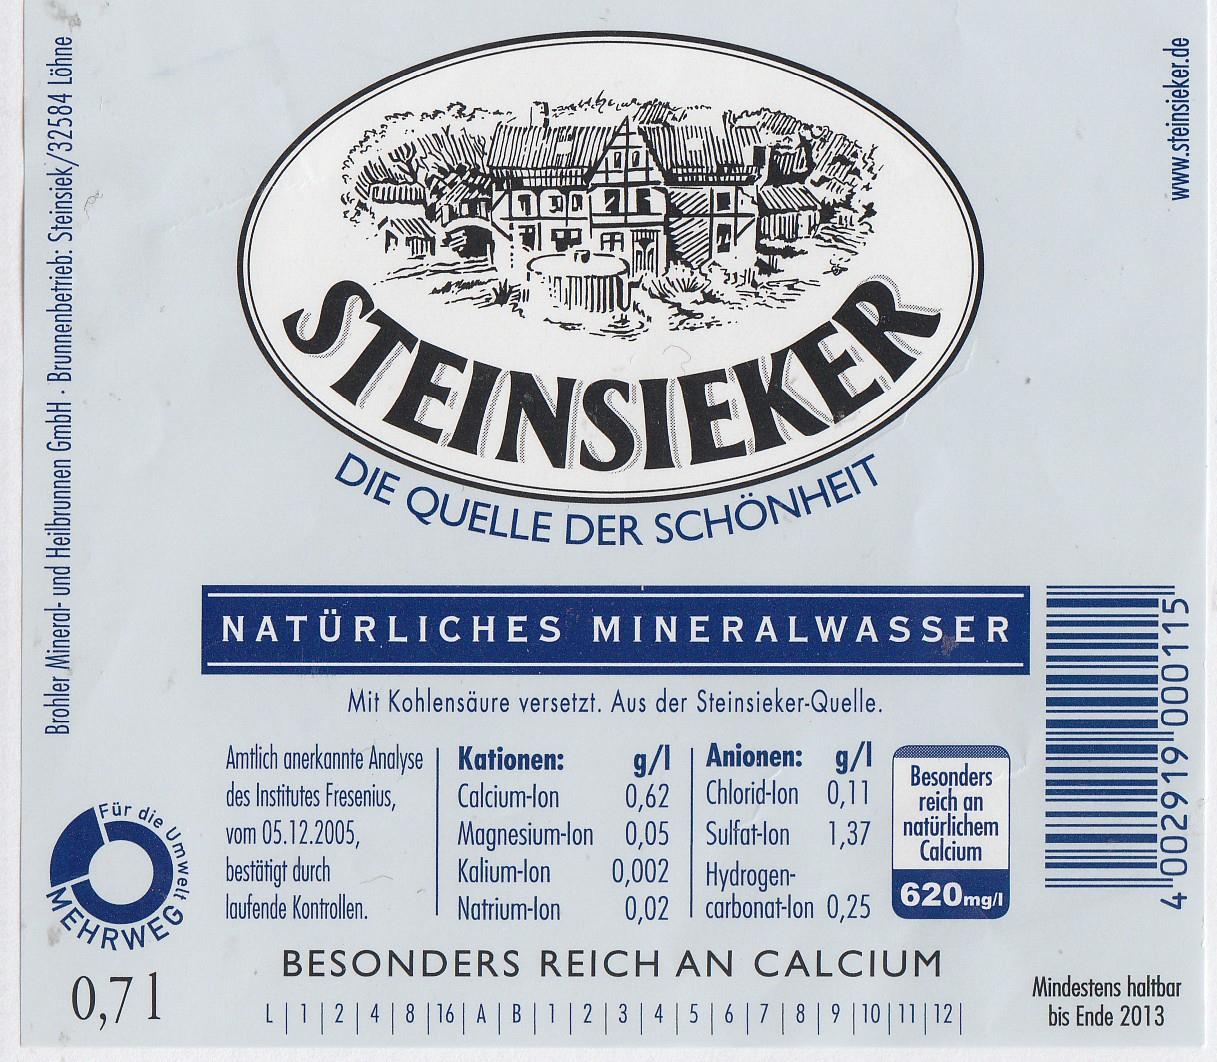 Brohler Mineral- und Heilbrunnen GmbH · Brunnenbetrieb: Steinsiek/32584 Löhne
www.steinsieker.de
STEINSIEKER
DIE QUELLE DER SCHÖNHEIT
NATÜRLICHES MINERALWASSER
Mit Kohlensäure versetzt. Aus der Steinsieker-Quelle.
Amtlich anerkannte Analyse
des Institutes Fresenius,
vom 05.12.2005,
bestätigt durch
laufende Kontrollen.
Kationen: g/l
Calcium-Ion 0,62
Magnesium-Ion 0,05
Kalium-Ion 0,002
Natrium-Ion 0,02
Anionen: g/l
Chlorid-Ion 0,11
Sulfat-Ion 1,37
Hydrogen-
carbonat-Ion 0,25
Besonders
reich an
natürlichem
Calcium
620mg/l
4 002919 000115
Für die Umwelt
MEHRWEG
0,7 l
BESONDERS REICH AN CALCIUM
L | 1 | 2 | 4 | 8 | 16 | A | B | 1 | 2 | 3 | 4 | 5 | 6 | 7 | 8 | 9 | 10 | 11 | 12 |
Mindestens haltbar
bis Ende 2013